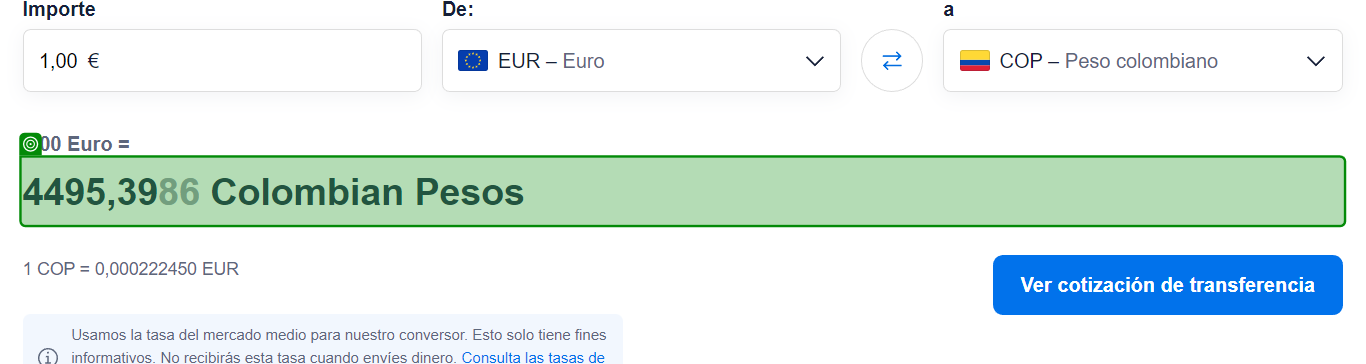 Importe
De:
a
1,00 €
EUR – Euro
COP – Peso colombiano
00 Euro =
4495,3986 Colombian Pesos
1 COP = 0,000222450 EUR
Ver cotización de transferencia
Usamos la tasa del mercado medio para nuestro conversor. Esto solo tiene fines
informativos. No recibirás esta tasa cuando envíes dinero. Consulta las tasas de